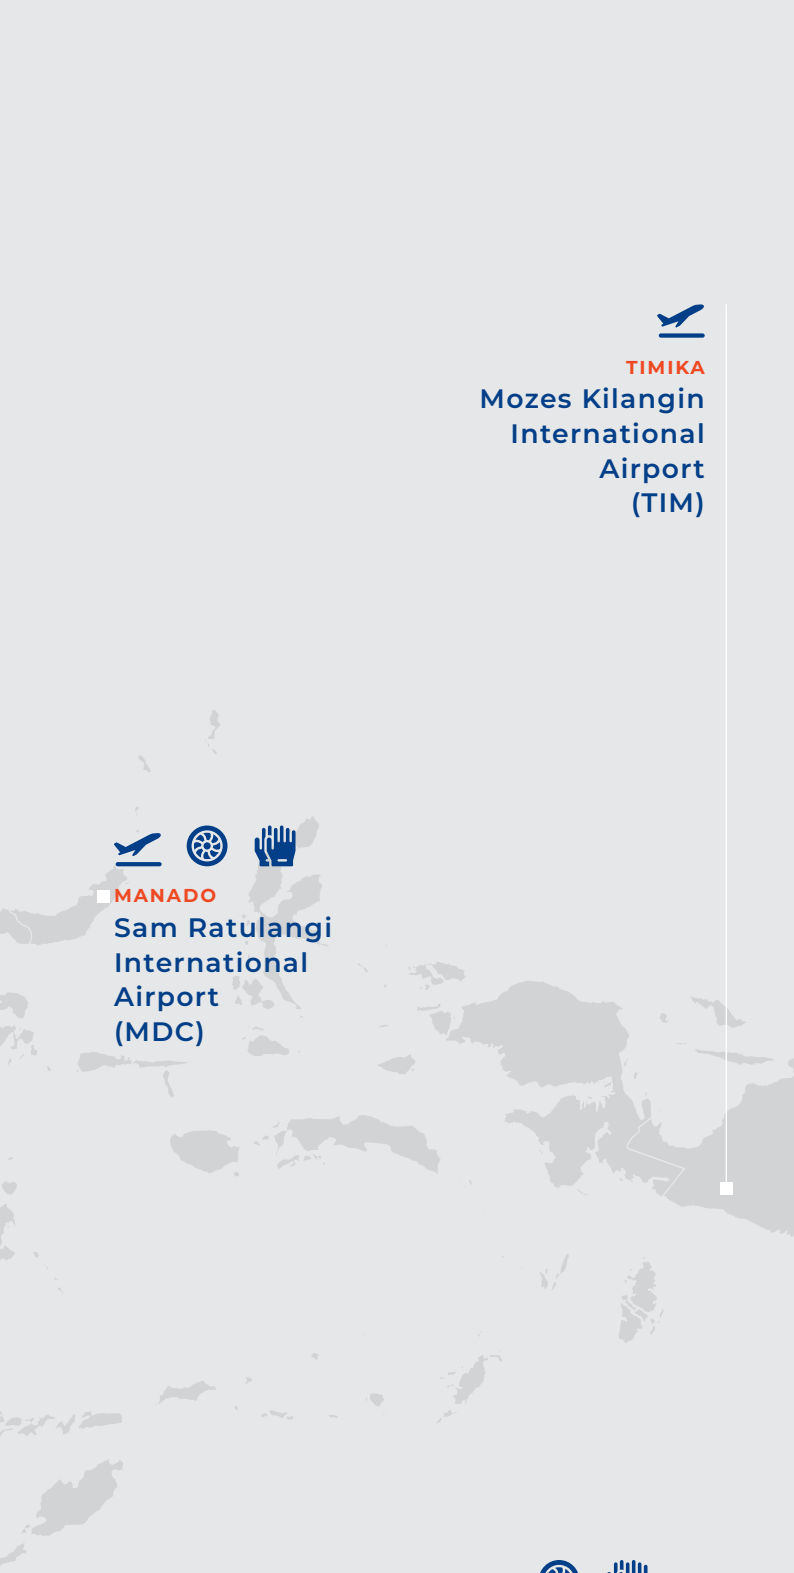 TIMIKA
Mozes Kilangin
International
Airport
(TIM)
MANADO
Sam Ratulangi
International
Airport
(MDC)